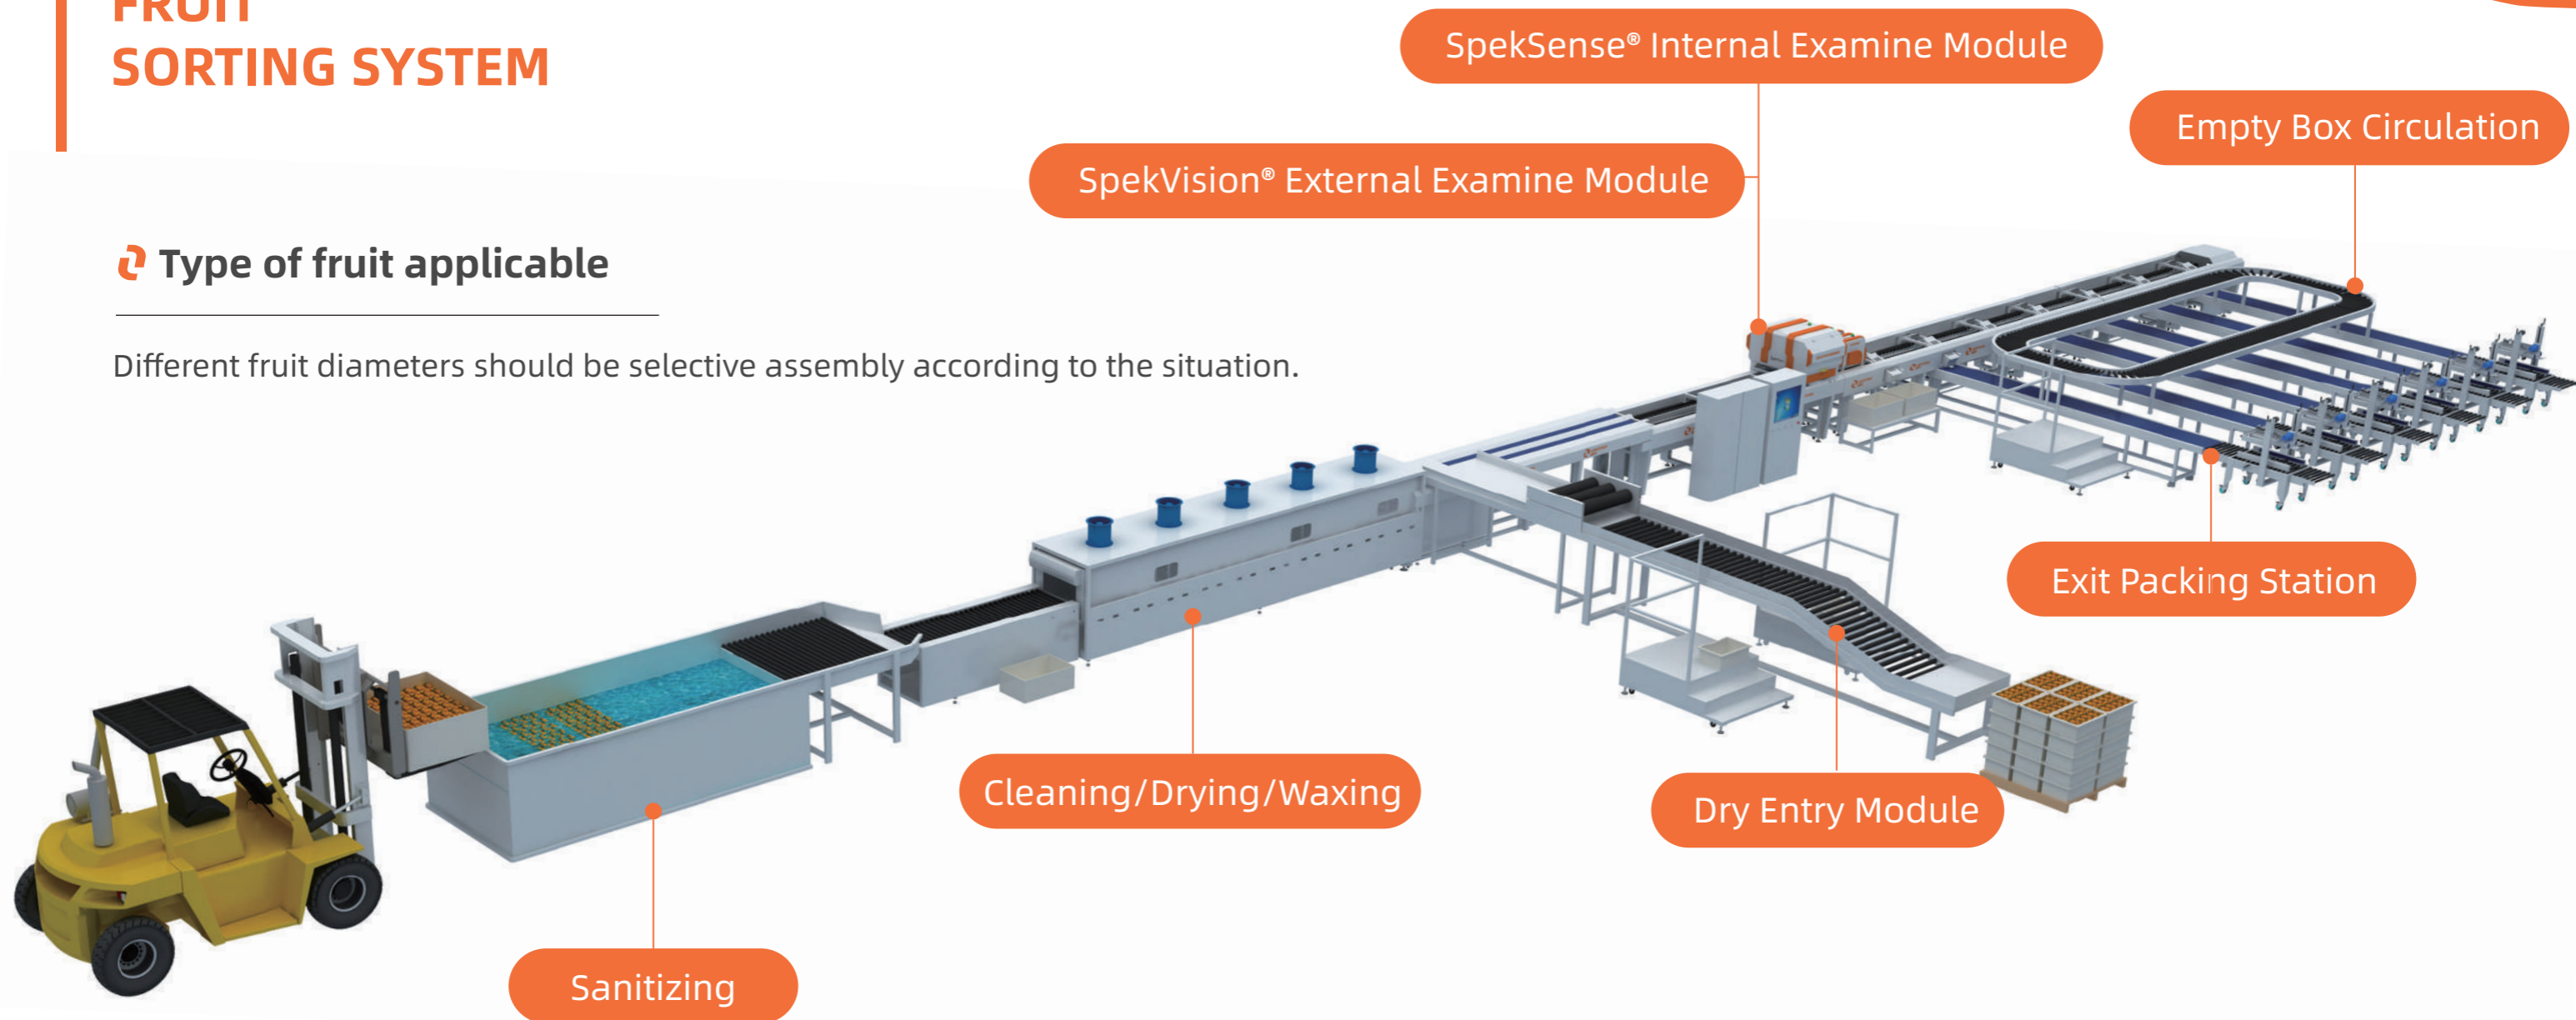 FRUIT
SORTING SYSTEM
SpekSense® Internal Examine Module
Empty Box Circulation
SpekVision® External Examine Module
Type of fruit applicable
Different fruit diameters should be selective assembly according to the situation.
Exit Packing Station
Cleaning/Drying/Waxing
Dry Entry Module
Sanitizing